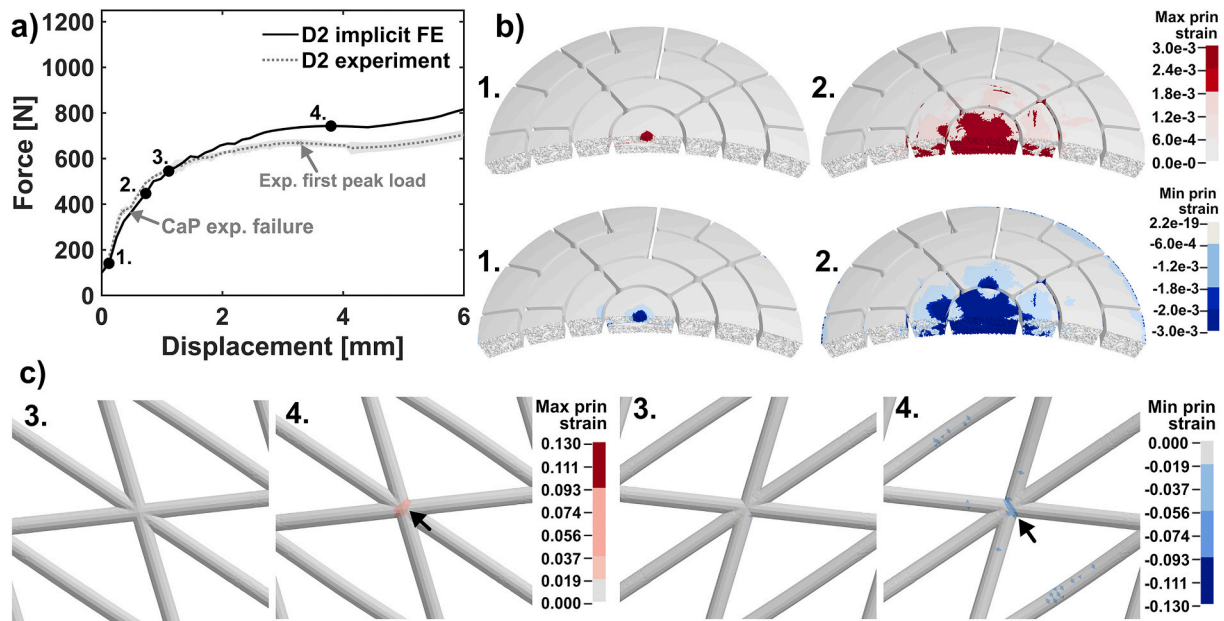 a)
1200
1000
800
600
400
200
0
Force [N]
D2 implicit FE
D2 experiment
4.
3.
2.
1.
Exp. first peak load
CaP exp. failure
0
2
4
6
Displacement [mm]
b)
1.
2.
Max prin
strain
3.0e-3
2.4e-3
1.8e-3
1.2e-3
6.0e-4
0.0e-0
1.
2.
Min prin
strain
2.2e-19
-6.0e-4
-1.2e-3
-1.8e-3
-2.0e-3
-3.0e-3
c)
3.
4.
Max prin
strain
0.130
0.111
0.093
0.074
0.056
0.037
0.019
0.000
3.
4.
Min prin
strain
0.000
-0.019
-0.037
-0.056
-0.074
-0.093
-0.111
-0.130